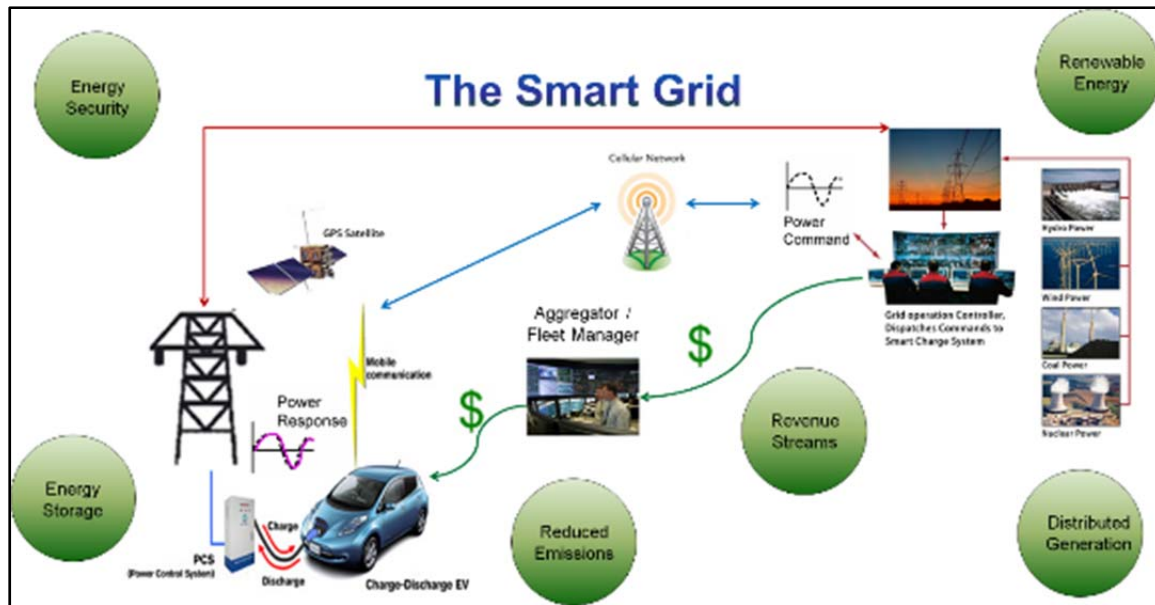 Energy
Security
The Smart Grid
Renewable
Energy
Cellular Network
GPS Satellite
Power
Command
Hydro Power
Wind Power
Coal Power
Nuclear Power
Grid operation Controller,
Dispatches Commands to
Smart Charge System
Aggregator /
Fleet Manager
$
$
Mobile
communication
Power
Response
Revenue
Streams
Energy
Storage
Reduced
Emissions
Distributed
Generation
PCS
(Power Control System)
Charge
Discharge
Charge-Discharge EV